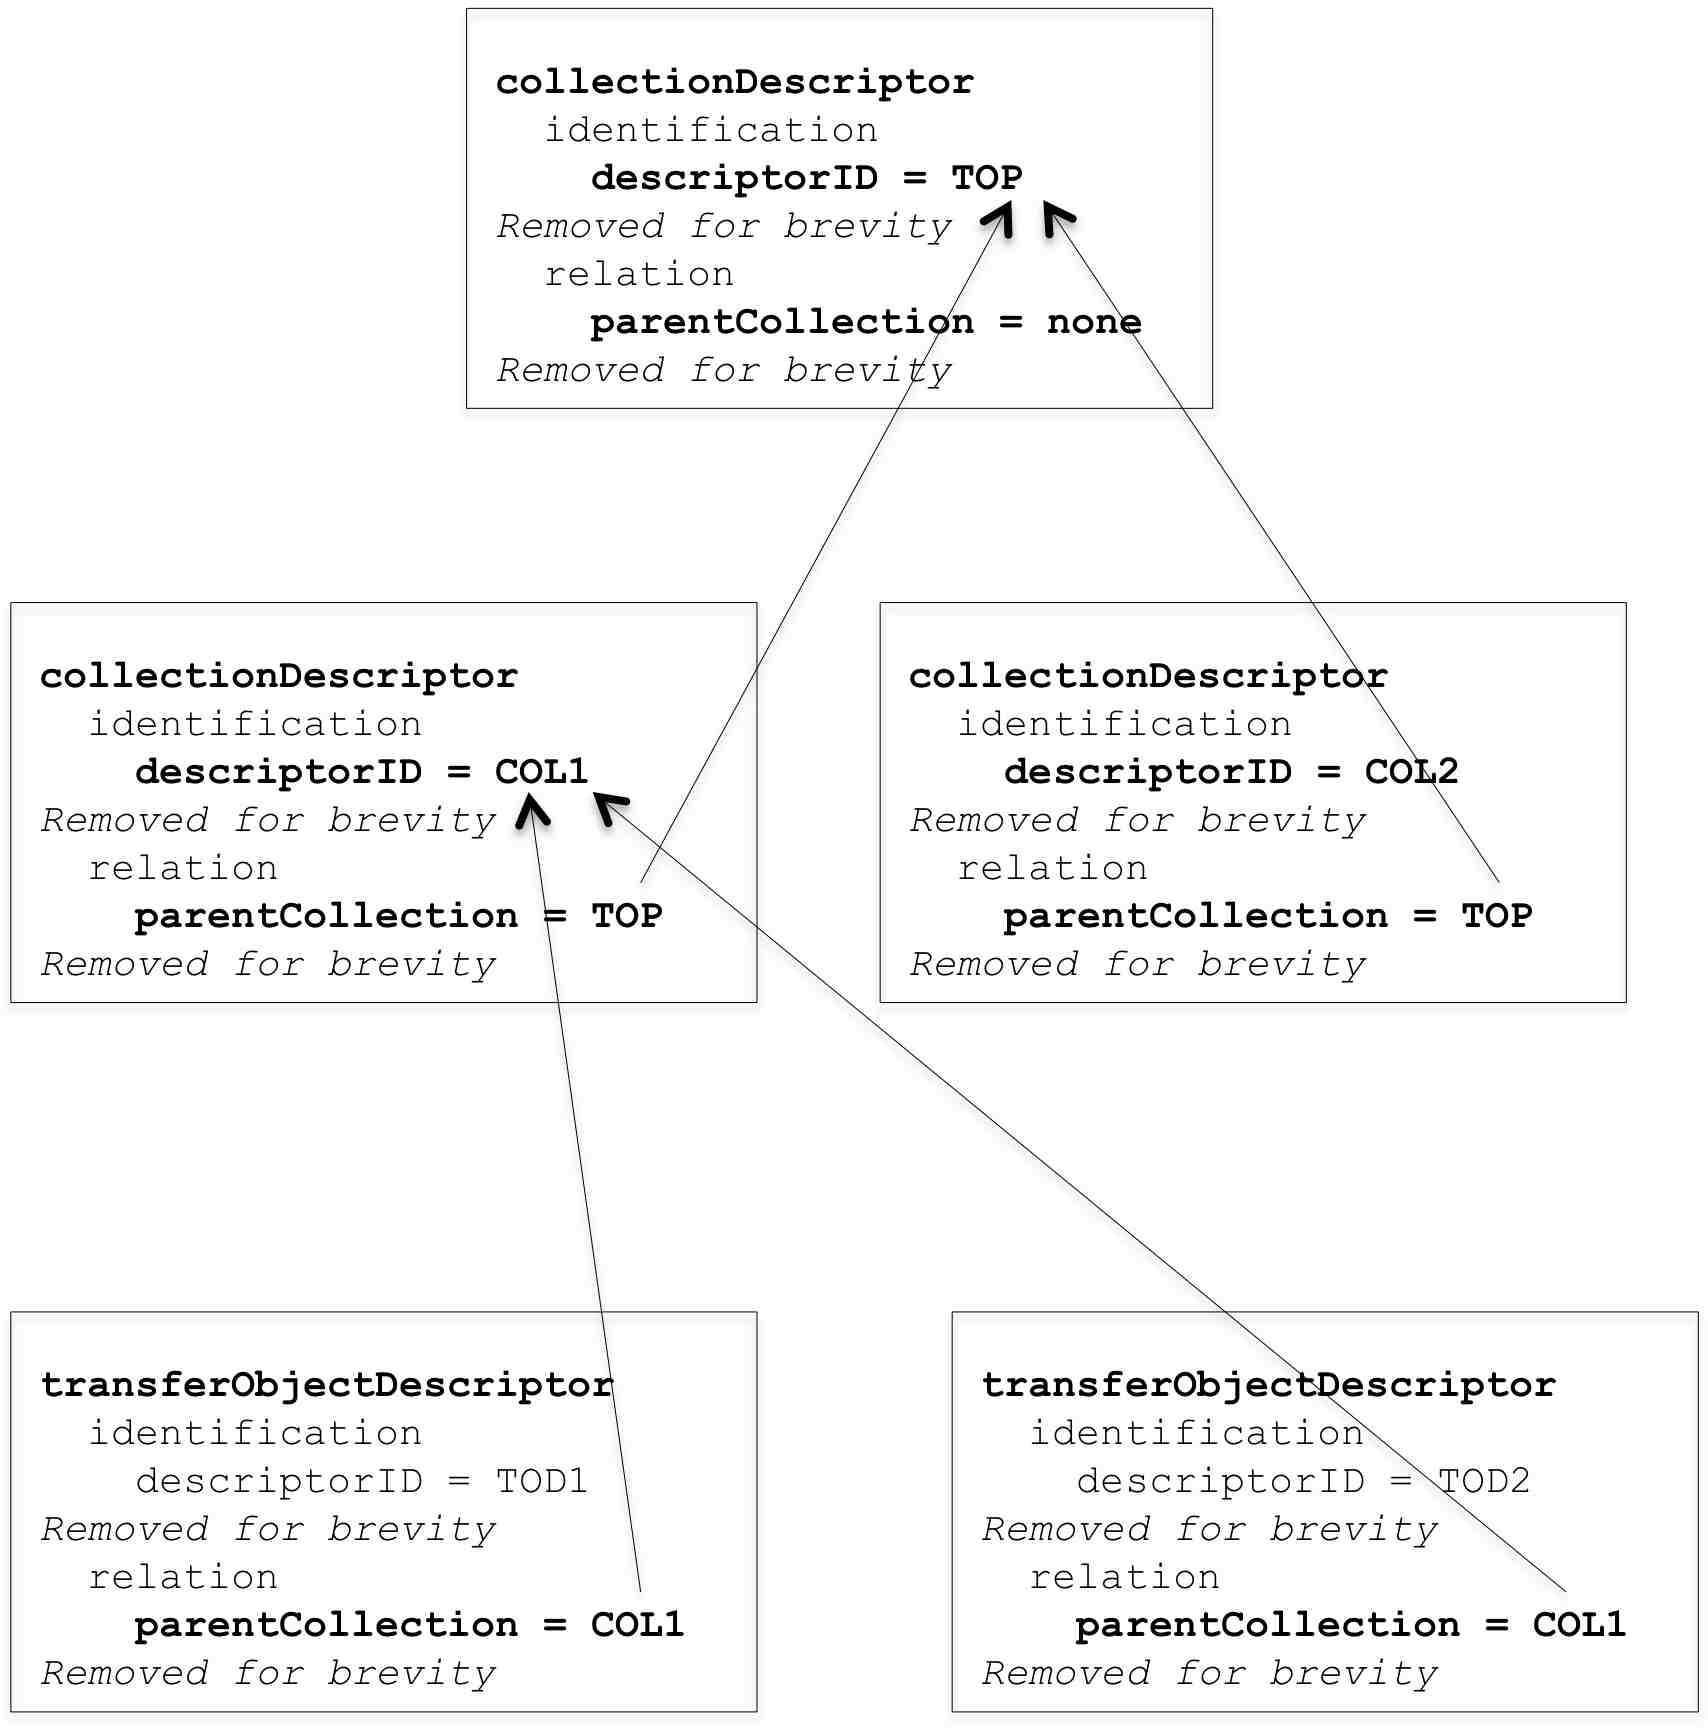 collectionDescriptor
identification
descriptorID = TOP
Removed for brevity
relation
parentCollection = none
Removed for brevity
collectionDescriptor
identification
descriptorID = COL1
Removed for brevity
relation
parentCollection = TOP
Removed for brevity
collectionDescriptor
identification
descriptorID = COL2
Removed for brevity
relation
parentCollection = TOP
Removed for brevity
transferObjectDescriptor
identification
descriptorID = TOD1
Removed for brevity
relation
parentCollection = COL1
Removed for brevity
transferObjectDescriptor
identification
descriptorID = TOD2
Removed for brevity
relation
parentCollection = COL1
Removed for brevity